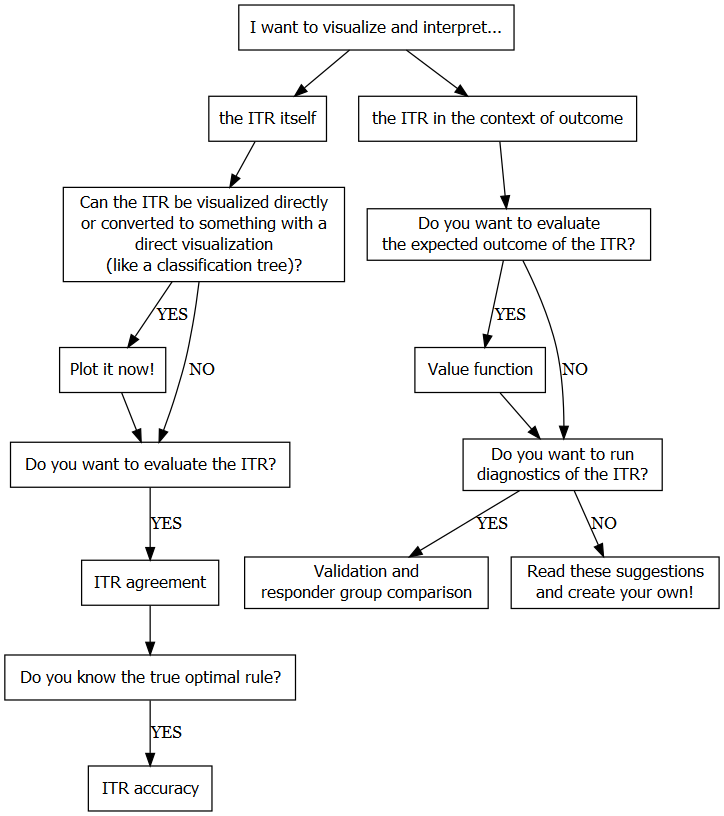 I want to visualize and interpret...
the ITR itself
the ITR in the context of outcome
Can the ITR be visualized directly
or converted to something with a
direct visualization
(like a classification tree)?
Do you want to evaluate
the expected outcome of the ITR?
YES
YES
Plot it now!
NO
Value function
NO
Do you want to evaluate the ITR?
Do you want to run
diagnostics of the ITR?
YES
YES
NO
ITR agreement
Validation and
responder group comparison
Read these suggestions
and create your own!
Do you know the true optimal rule?
YES
ITR accuracy